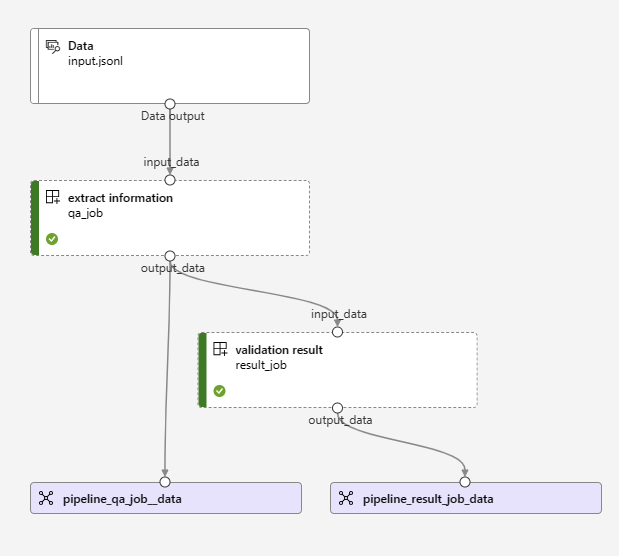 Data
input.jsonl
Data output
input_data
extract information
qa_job
output_data
input_data
validation result
result_job
output_data
pipeline_qa_job__data
pipeline_result_job_data